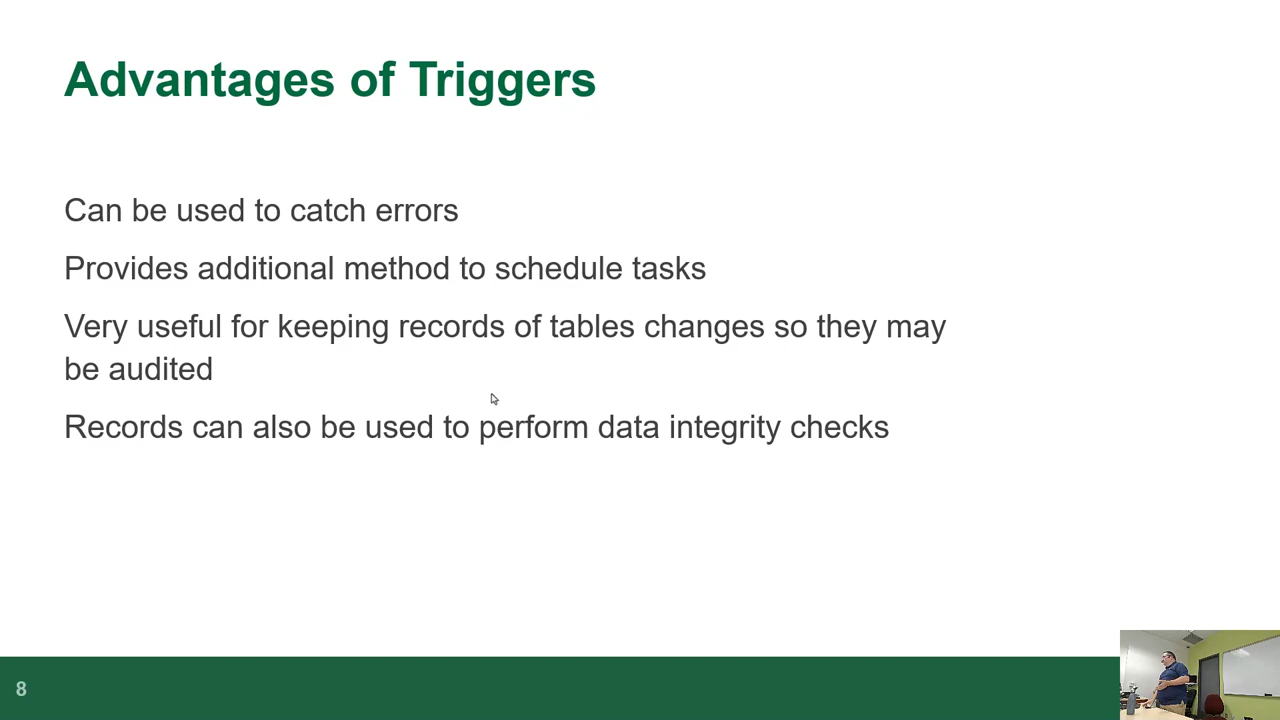 Advantages of Triggers
Can be used to catch errors
Provides additional method to schedule tasks
Very useful for keeping records of tables changes so they may
be audited
Records can also be used to perform data integrity checks
8